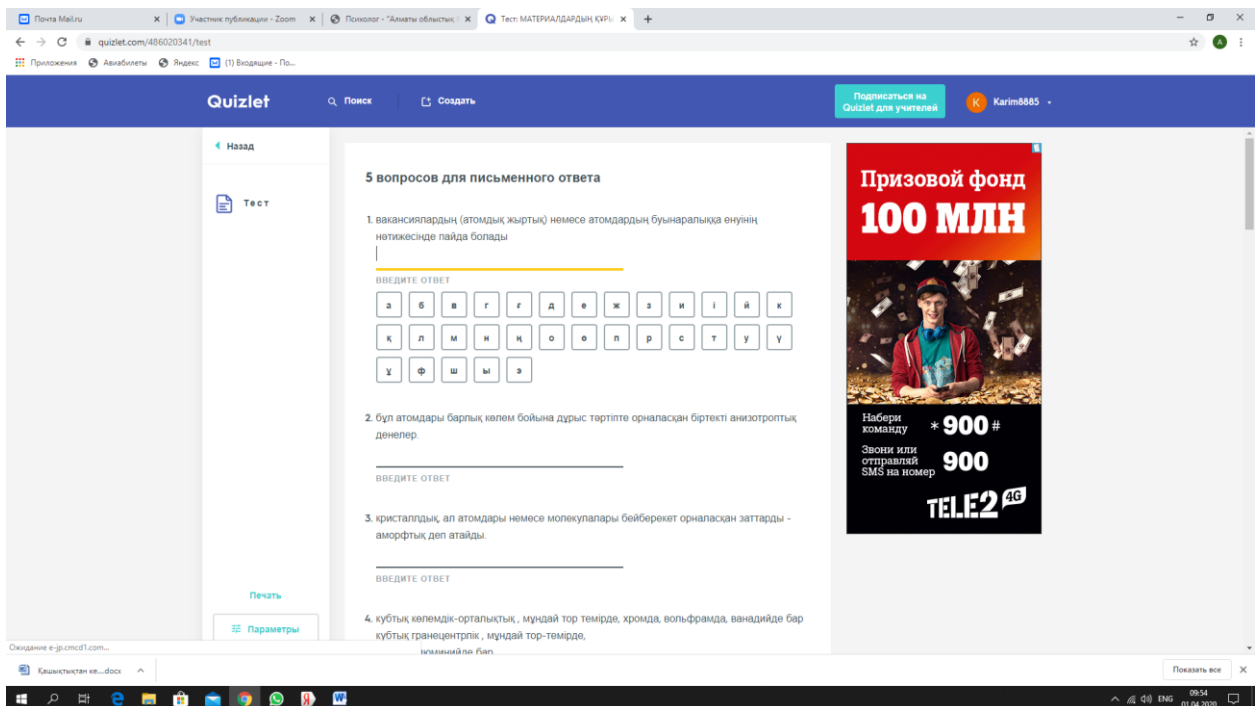 Почта Mail.ru
Участник публикации - Zoom
Психолог - "Алматы облыстық
Тест: МАТЕРИАЛДАРДЫҢ ҚҰРЫ
quizlet.com/486020341/test
A
Приложения Авиабилеты Яндекс (1) Входящие - По...
Quizlet
Поиск
Создать
Подписаться на
Quizlet для учителей
K Karim8885
Назад
Тест
Печать
Параметры
5 вопросов для письменного ответа
1. вакансиялардың (атомдық жыртық) немесе атомдардың буынаралыққа енуінің
нәтижесінде пайда болады
ВВЕДИТЕ ОТВЕТ
а б в г ғ д е ж з и і й к
қ л м н ң о ө п р с т у ү
ұ ф ш ы э
2. бұл атомдары барлық көлем бойына дұрыс тәртіпте орналасқан біртекті анизотроптық
денелер.
ВВЕДИТЕ ОТВЕТ
3. кристаллдық, ал атомдары немесе молекулалары бейберекет орналасқан заттарды -
аморфтық деп атайды.
ВВЕДИТЕ ОТВЕТ
4. кубтық көлемдік-орталықтық , мұндай тор темірде, хромда, вольфрамда, ванадийде бар
кубтық гранецентрлік , мұндай тор-темірде,
бар
Призовой фонд
100 МЛН
Набери
команду *900#
Звони или
отправляй
SMS на номер 900
TELE2 4G
Ожидание e-jp.cmcd1.com...
Қашықтықтан ке....docx
Показать все
ENG
09:54
01.04.2020